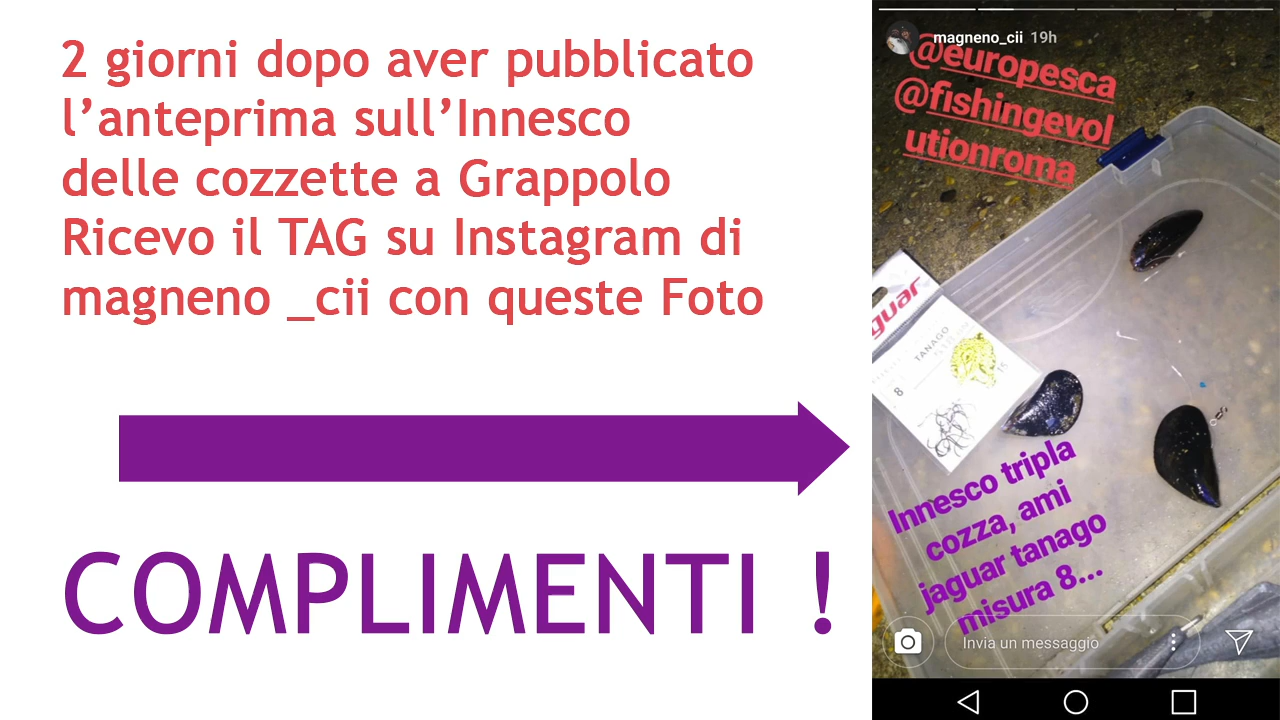 2 giorni dopo aver pubblicato
l’anteprima sull’Innesco
delle cozzette a Grappolo
Ricevo il TAG su Instagram di
magneno _cii con queste Foto
COMPLIMENTI !
magneno_cii 19h
@europesca
@fishingevol
utionroma
guar
TANAGO
8
15
Innesco tripla
cozza, ami
jaguar tanago
misura 8...
Invia un messaggio